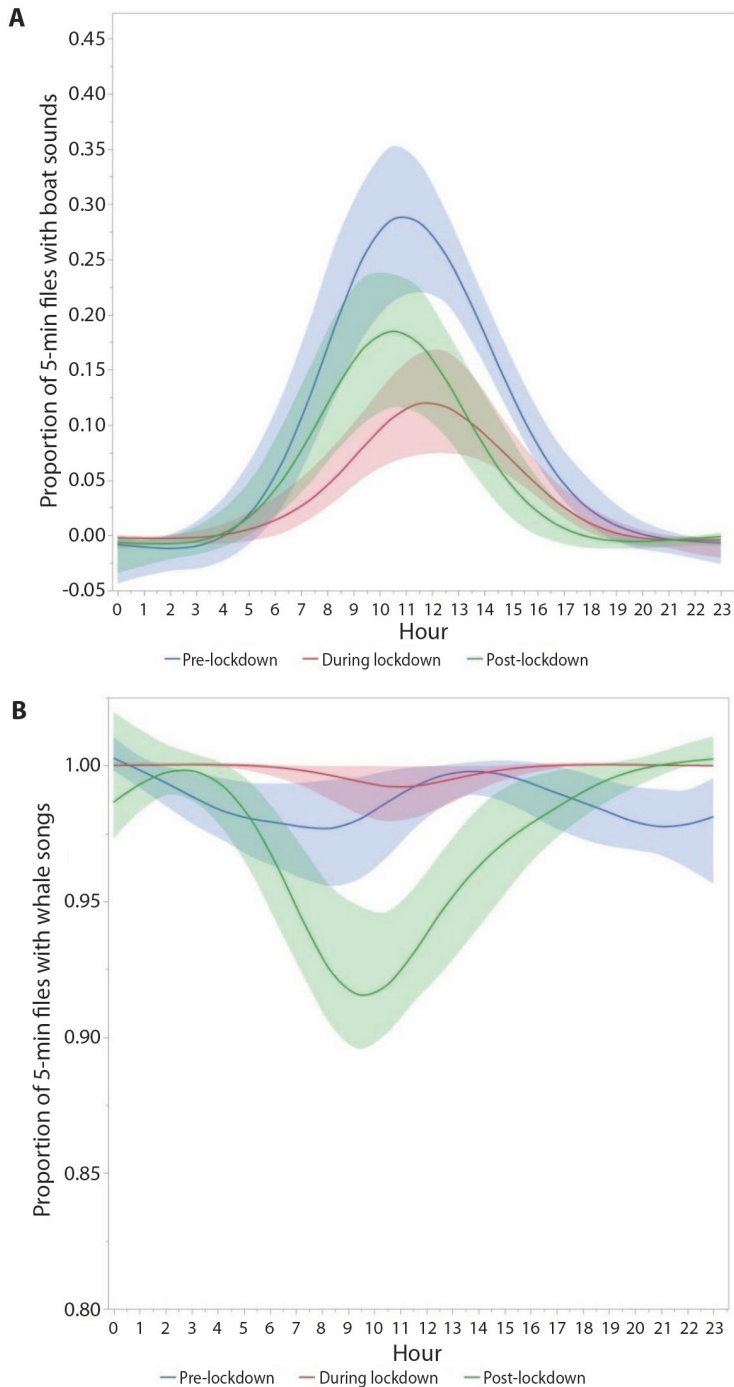 A
Proportion of 5-min files with boat sounds
0.45
0.40
0.35
0.30
0.25
0.20
0.15
0.10
0.05
0.00
-0.05
0 1 2 3 4 5 6 7 8 9 10 11 12 13 14 15 16 17 18 19 20 21 22 23
Hour
Pre-lockdown During lockdown Post-lockdown
B
Proportion of 5-min files with whale songs
1.00
0.95
0.90
0.85
0.80
0 1 2 3 4 5 6 7 8 9 10 11 12 13 14 15 16 17 18 19 20 21 22 23
Hour
Pre-lockdown During lockdown Post-lockdown